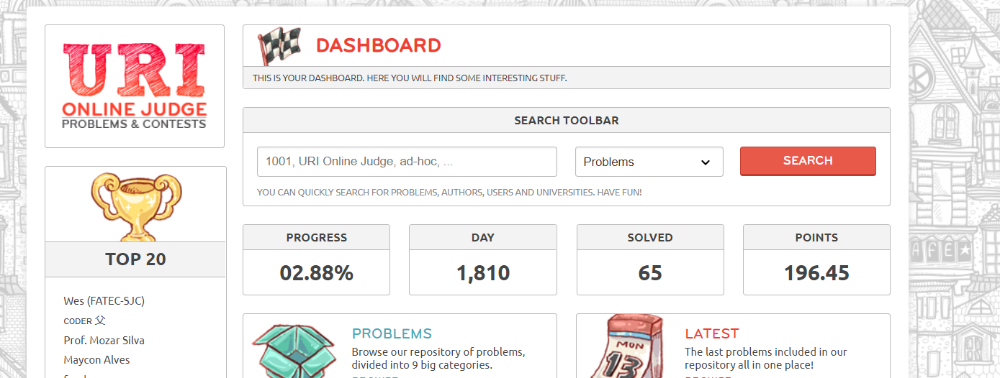 URI
ONLINE JUDGE
PROBLEMS & CONTESTS
TOP 20
Wes (FATEC-SJC)
CODER 父
Prof. Mozar Silva
Maycon Alves
DASHBOARD
THIS IS YOUR DASHBOARD. HERE YOU WILL FIND SOME INTERESTING STUFF.
SEARCH TOOLBAR
1001, URI Online Judge, ad-hoc, ...
Problems
SEARCH
YOU CAN QUICKLY SEARCH FOR PROBLEMS, AUTHORS, USERS AND UNIVERSITIES. HAVE FUN!
PROGRESS
02.88%
DAY
1,810
SOLVED
65
POINTS
196.45
PROBLEMS
Browse our repository of problems,
divided into 9 big categories.
MON
13
LATEST
The last problems included in our
repository all in one place!
AFE★